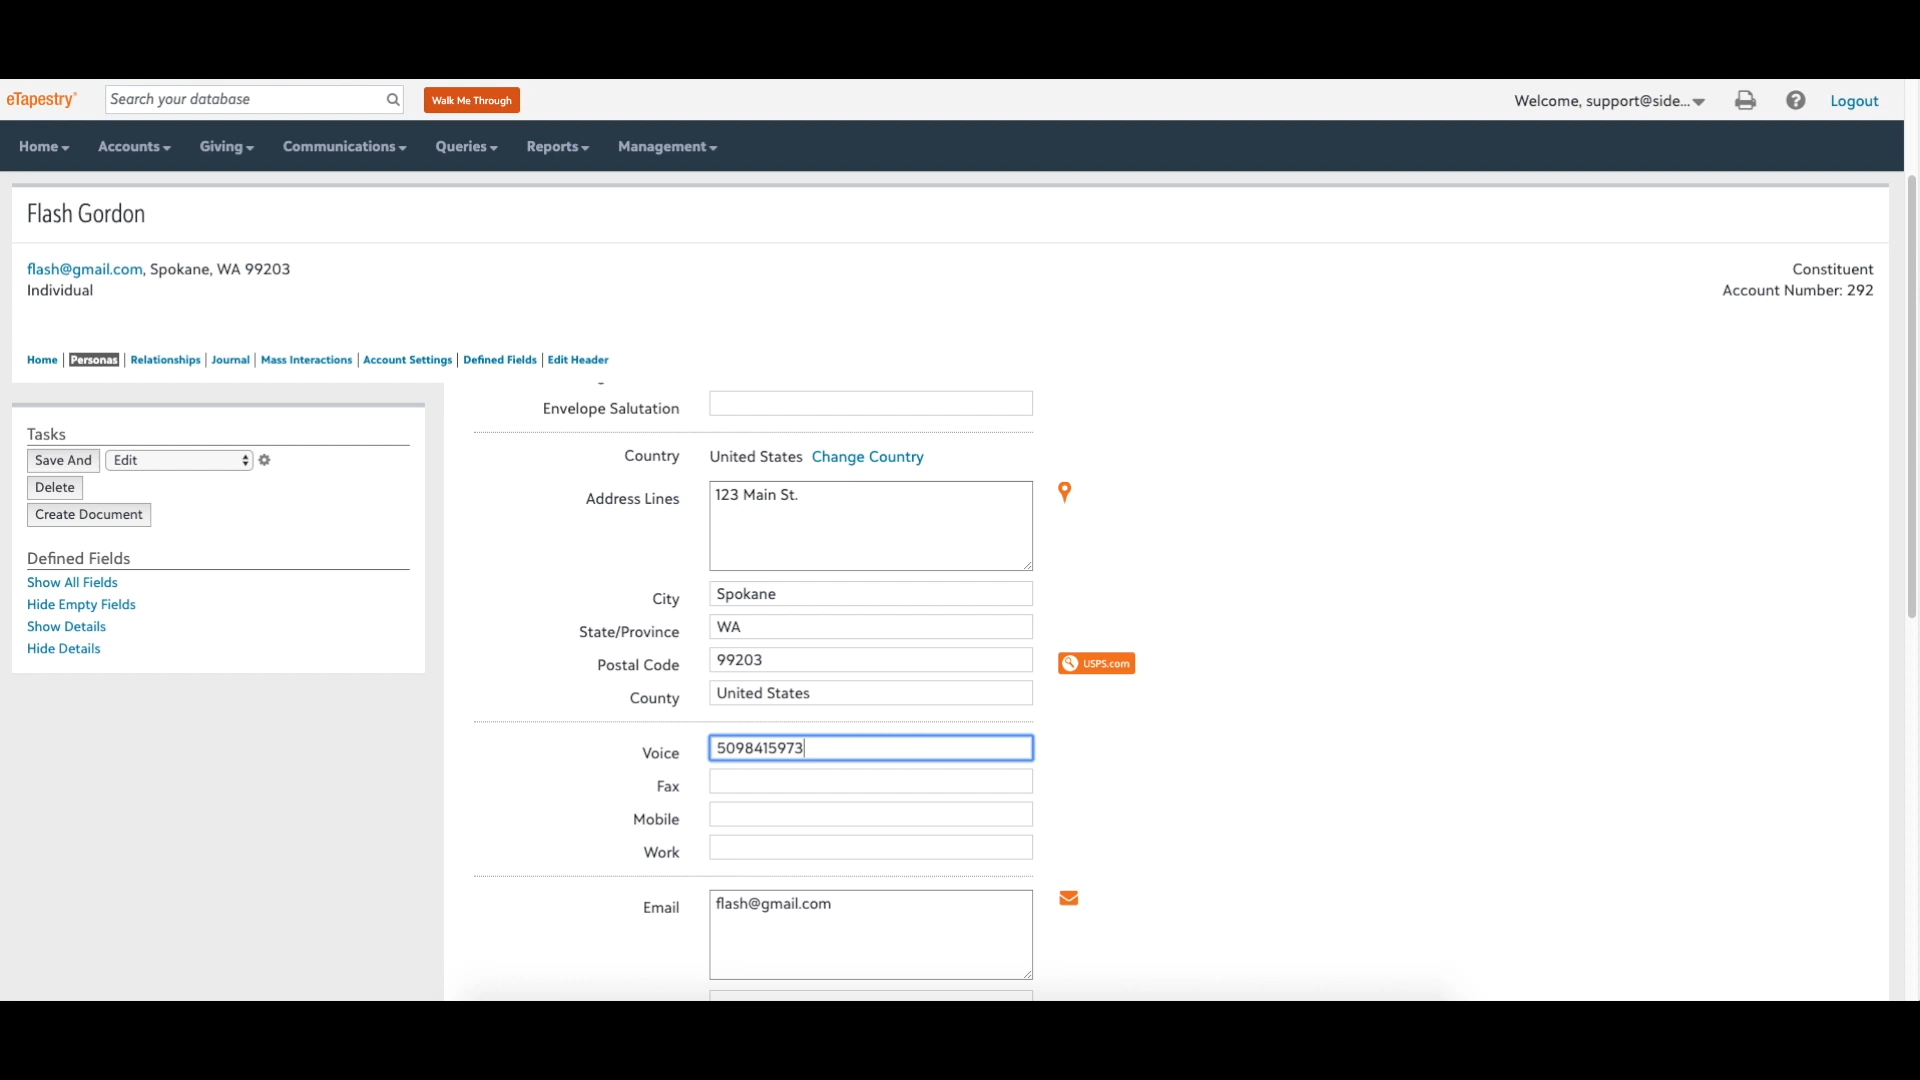 eTapestry
Search your database
Walk Me Through
Welcome, support@side...
Logout
Home
Accounts
Giving
Communications
Queries
Reports
Management
Flash Gordon
flash@gmail.com, Spokane, WA 99203
Individual
Constituent
Account Number: 292
Home | Personas | Relationships | Journal | Mass Interactions | Account Settings | Defined Fields | Edit Header
Tasks
Save And
Edit
Delete
Create Document
Defined Fields
Show All Fields
Hide Empty Fields
Show Details
Hide Details
Envelope Salutation
Country United States Change Country
Address Lines 123 Main St.
City Spokane
State/Province WA
Postal Code 99203 USPS.com
County United States
Voice 5098415973
Fax
Mobile
Work
Email flash@gmail.com